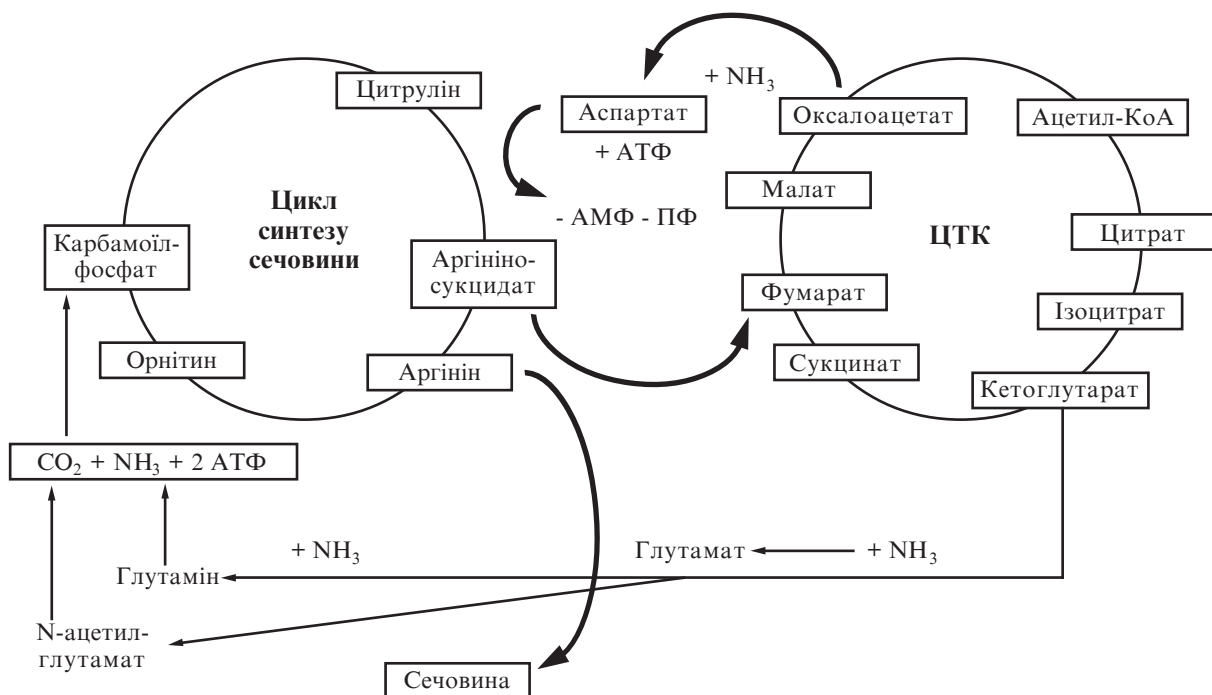 Цитрулін
+ NH3
Аспартат
+ АТФ
- АМФ - ПФ
Оксалоацетат
Ацетил-КоА
Малат
Цикл
синтезу
сечовини
ЦТК
Карбамоїл-
фосфат
Аргініно-
сукцидат
Цитрат
Фумарат
Ізоцитрат
Орнітин
Аргінін
Сукцинат
Кетоглутарат
CO2 + NH3 + 2 АТФ
+ NH3
Глутамат
+ NH3
Глутамін
N-ацетил-
глутамат
Сечовина